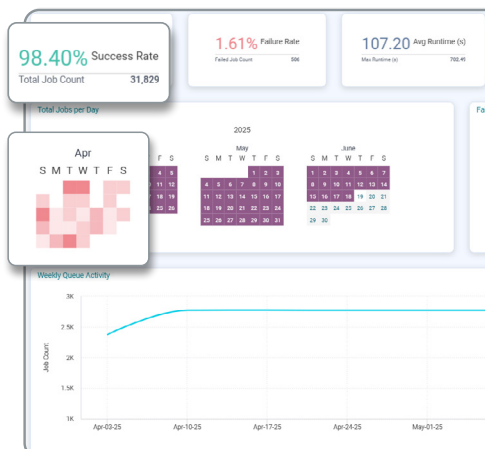 98.40% Success Rate
Total Job Count 31,829
1.61% Failure Rate
Failed Job Count 506
107.20 Avg Runtime (s)
Max Runtime (s) 702.45
Total Jobs per Day
Fa
2025
Apr
S M T W T F S
F S
4 5
11 12
18 19
25 26
May
S M T W T F S
1 2 3
4 5 6 7 8 9 10
11 12 13 14 15 16 17
18 19 20 21 22 23 24
25 26 27 28 29 30 31
June
S M T W T F S
1 2 3 4 5 6 7
8 9 10 11 12 13 14
15 16 17 18 19 20 21
22 23 24 25 26 27 28
29 30
Weekly Queue Activity
Job Count
3K
2.5K
2K
1.5K
1K
Apr-03-25 Apr-10-25 Apr-17-25 Apr-24-25 May-01-25